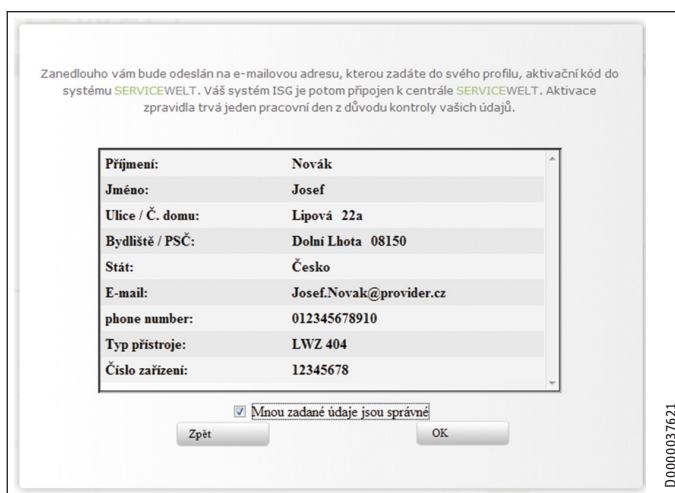 Zanedlouho vám bude odeslán na e-mailovou adresu, kterou zadáte do svého profilu, aktivační kód do
systému SERVICEWELT. Váš systém ISG je potom připojen k centrále SERVICEWELT. Aktivace
zpravidla trvá jeden pracovní den z důvodu kontroly vašich údajů.
Příjmení: Novák
Jméno: Josef
Ulice / Č. domu: Lipová 22a
Bydliště / PSČ: Dolní Lhota 08150
Stát: Česko
E-mail: Josef.Novak@provider.cz
phone number: 012345678910
Typ přístroje: LWZ 404
Číslo zařízení: 12345678
Mnou zadané údaje jsou správné
Zpět OK
D0000037621